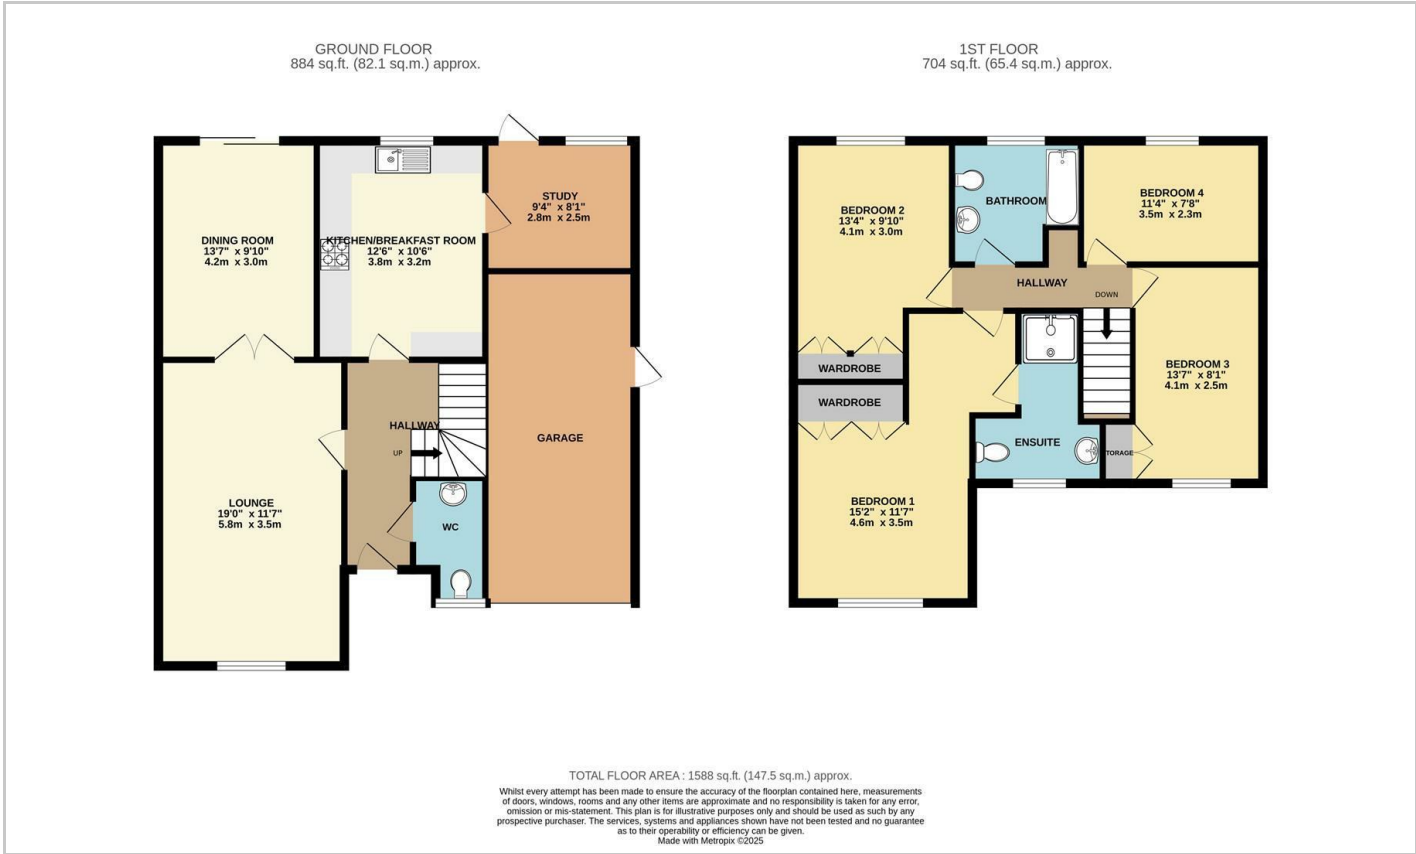 GROUND FLOOR
884 sq.ft. (82.1 sq.m.) approx.
DINING ROOM
13'7" x 9'10"
4.2m x 3.0m
KITCHEN/BREAKFAST ROOM
12'6" x 10'6"
3.8m x 3.2m
STUDY
9'4" x 8'1"
2.8m x 2.5m
HALLWAY
UP
GARAGE
LOUNGE
19'0" x 11'7"
5.8m x 3.5m
WC
1ST FLOOR
704 sq.ft. (65.4 sq.m.) approx.
BEDROOM 2
13'4" x 9'10"
4.1m x 3.0m
BATHROOM
BEDROOM 4
11'4" x 7'8"
3.5m x 2.3m
HALLWAY
DOWN
WARDROBE
WARDROBE
BEDROOM 3
13'7" x 8'1"
4.1m x 2.5m
ENSUITE
TORAGE
BEDROOM 1
15'2" x 11'7"
4.6m x 3.5m
TOTAL FLOOR AREA : 1588 sq.ft. (147.5 sq.m.) approx.
Whilst every attempt has been made to ensure the accuracy of the floorplan contained here, measurements
of doors, windows, rooms and any other items are approximate and no responsibility is taken for any error,
omission or mis-statement. This plan is for illustrative purposes only and should be used as such by any
prospective purchaser. The services, systems and appliances shown have not been tested and no guarantee
as to their operability or efficiency can be given.
Made with Metropix ©2025